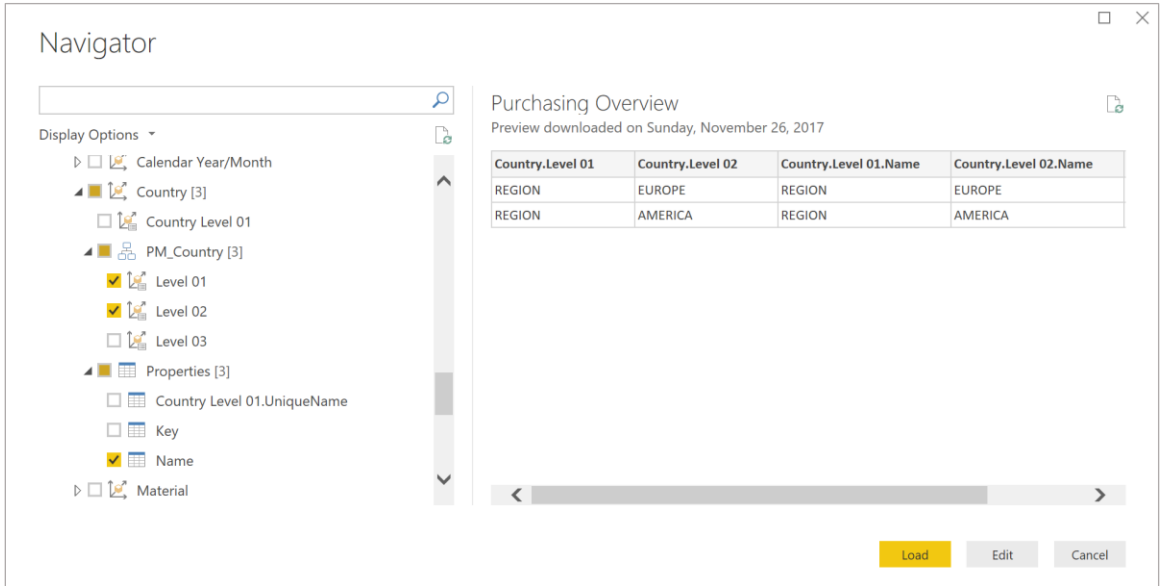 Navigator
Display Options
Calendar Year/Month
Country [3]
Country Level 01
PM_Country [3]
Level 01
Level 02
Level 03
Properties [3]
Country Level 01.UniqueName
Key
Name
Material
Purchasing Overview
Preview downloaded on Sunday, November 26, 2017
Country.Level 01 Country.Level 02 Country.Level 01.Name Country.Level 02.Name
REGION EUROPE REGION EUROPE
REGION AMERICA REGION AMERICA
Load Edit Cancel